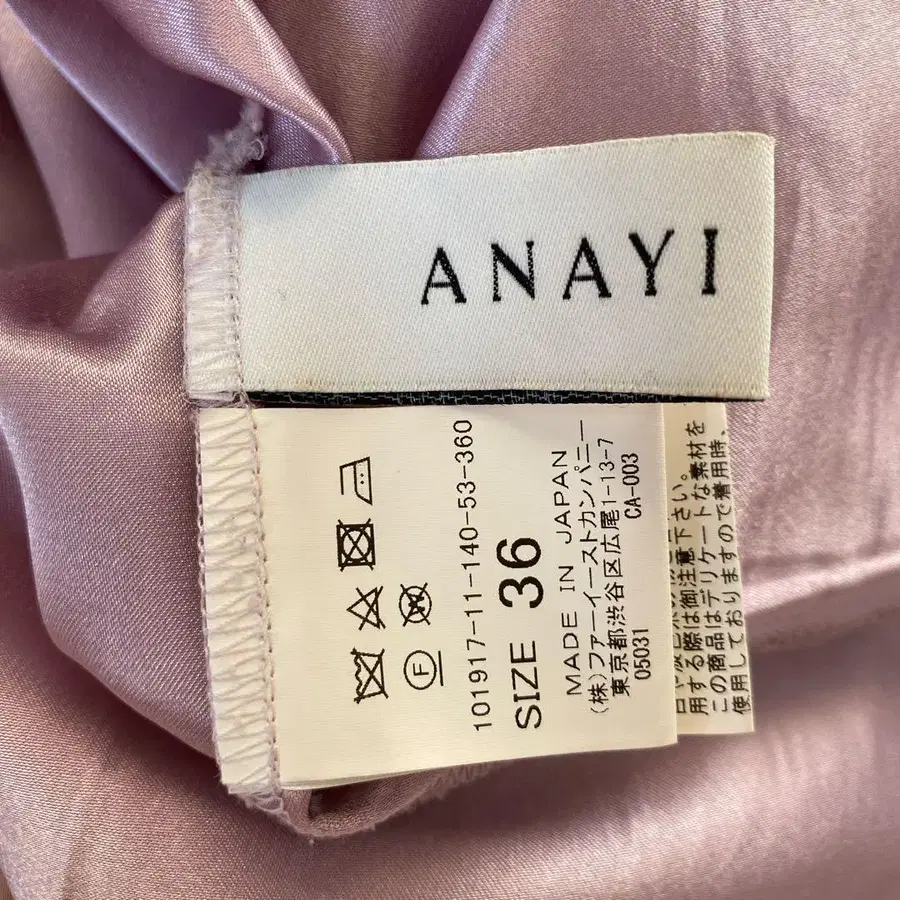 ANAYI
F
101917-11-140-53-360
SIZE 36
MADE IN JAPAN
(株)ファーイーストカンパニー
東京都渋谷区広尾1-13-7
05031 CA-003
用する際は御注意下さい。
この商品はデリケートな素材を
使用しておりますので着用時、